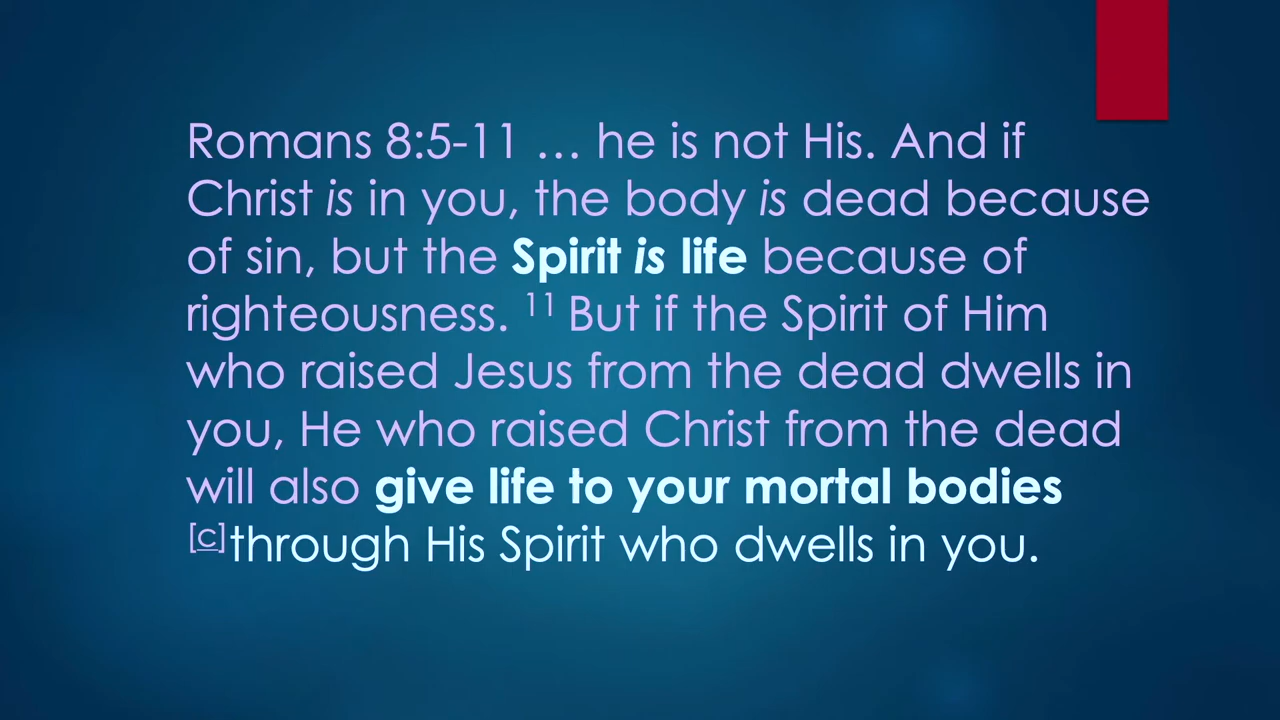 Romans 8:5-11 … he is not His. And if
Christ is in you, the body is dead because
of sin, but the Spirit is life because of
righteousness. 11 But if the Spirit of Him
who raised Jesus from the dead dwells in
you, He who raised Christ from the dead
will also give life to your mortal bodies
[c]through His Spirit who dwells in you.